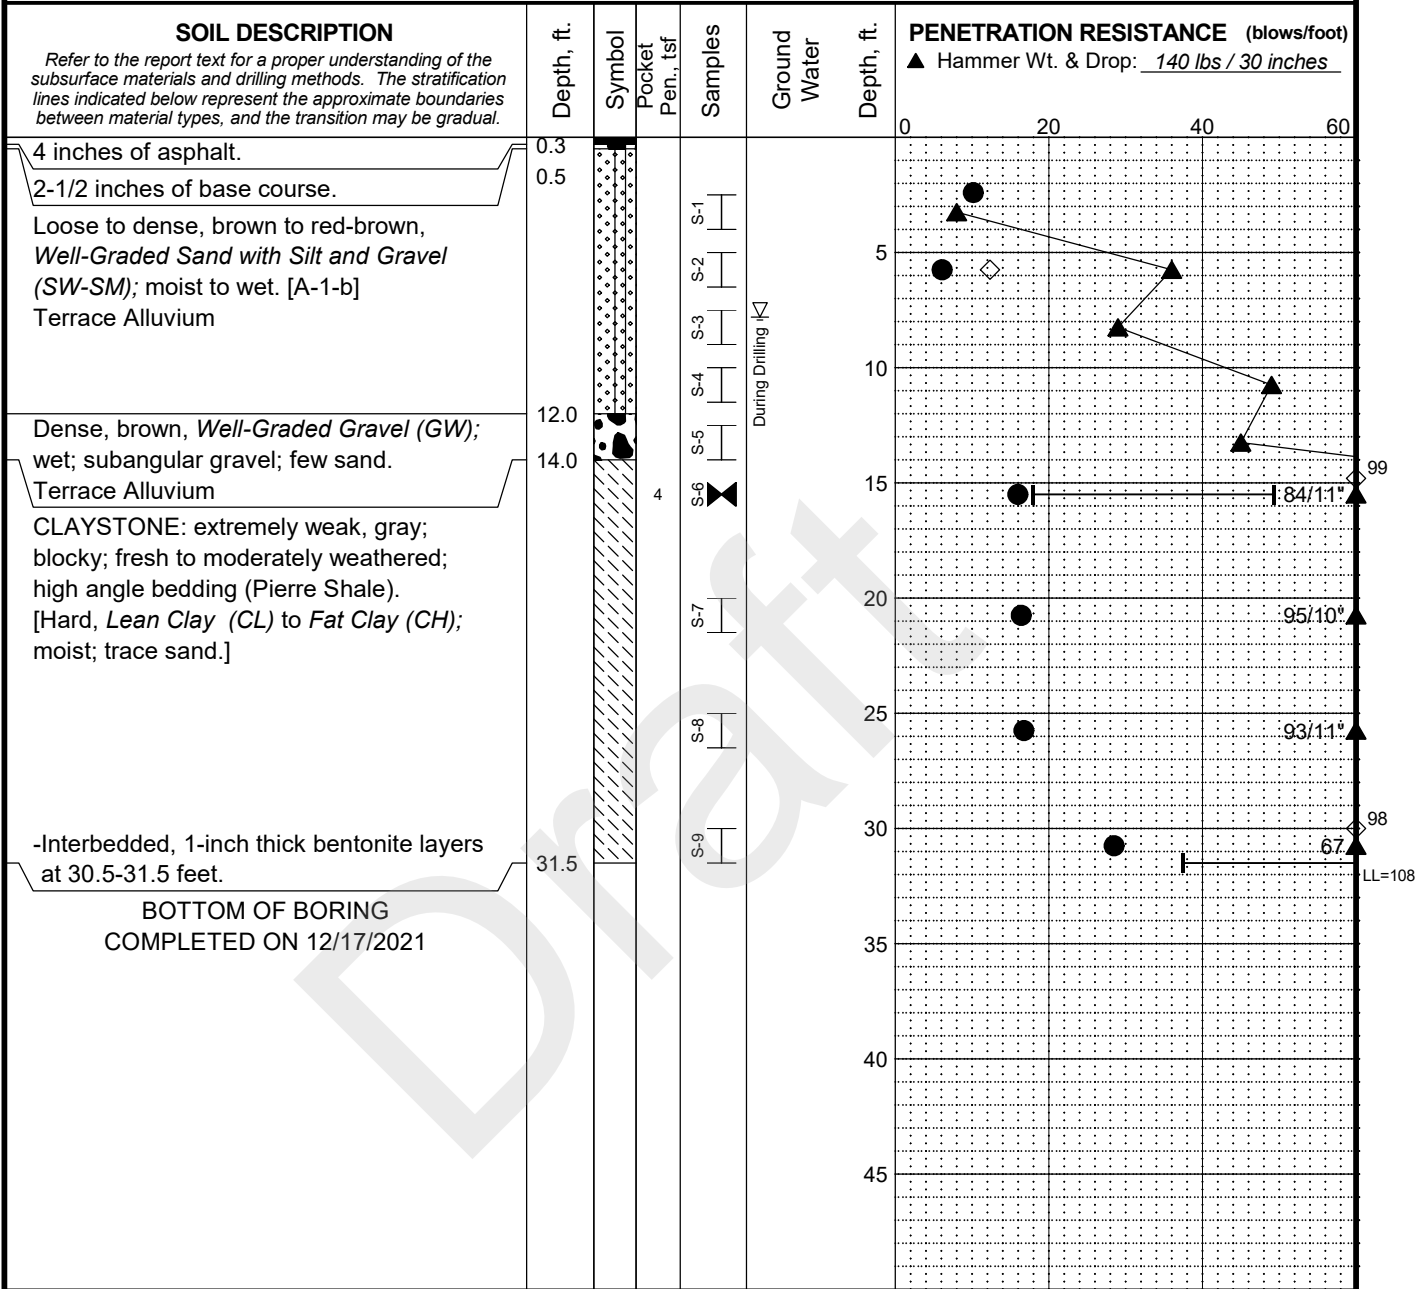 SOIL DESCRIPTION
Refer to the report text for a proper understanding of the
subsurface materials and drilling methods. The stratification
lines indicated below represent the approximate boundaries
between material types, and the transition may be gradual.
Depth, ft.
Symbol
Pocket
Pen., tsf
Samples
Ground
Water
Depth, ft.
PENETRATION RESISTANCE (blows/foot)
▲ Hammer Wt. & Drop: 140 lbs / 30 inches
0 20 40 60
4 inches of asphalt.
0.3
2-1/2 inches of base course.
0.5
Loose to dense, brown to red-brown,
Well-Graded Sand with Silt and Gravel
(SW-SM); moist to wet. [A-1-b]
Terrace Alluvium
12.0
Dense, brown, Well-Graded Gravel (GW);
wet; subangular gravel; few sand.
Terrace Alluvium
14.0
CLAYSTONE: extremely weak, gray;
blocky; fresh to moderately weathered;
high angle bedding (Pierre Shale).
[Hard, Lean Clay (CL) to Fat Clay (CH);
moist; trace sand.]
-Interbedded, 1-inch thick bentonite layers
at 30.5-31.5 feet.
31.5
BOTTOM OF BORING
COMPLETED ON 12/17/2021
4
S-1
S-2
S-3
S-4
S-5
S-6
S-7
S-8
S-9
During Drilling
5
10
15
20
25
30
35
40
45
99
84/11"
95/10"
93/11"
98
67
LL=108
Draft